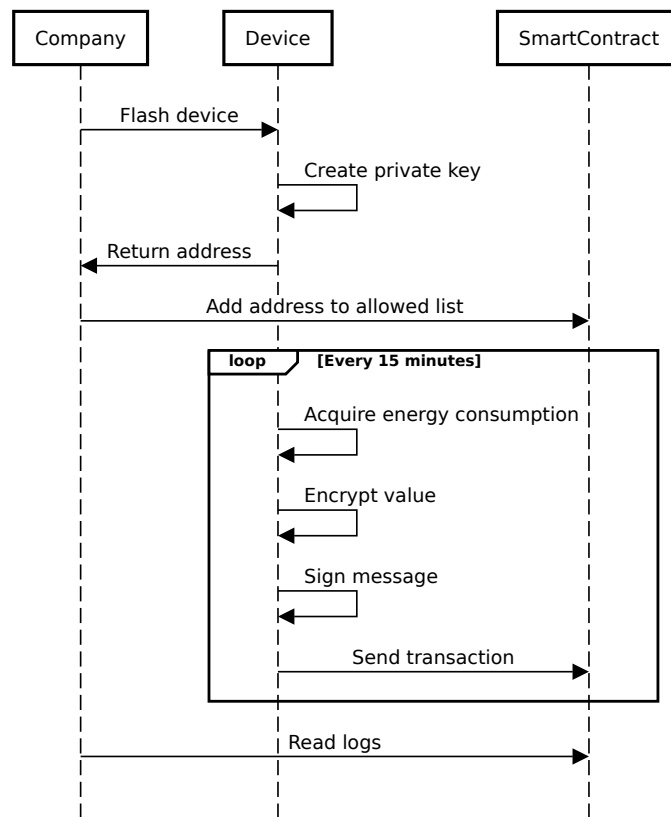 Company
Device
SmartContract
Flash device
Create private key
Return address
Add address to allowed list
loop
[Every 15 minutes]
Acquire energy consumption
Encrypt value
Sign message
Send transaction
Read logs